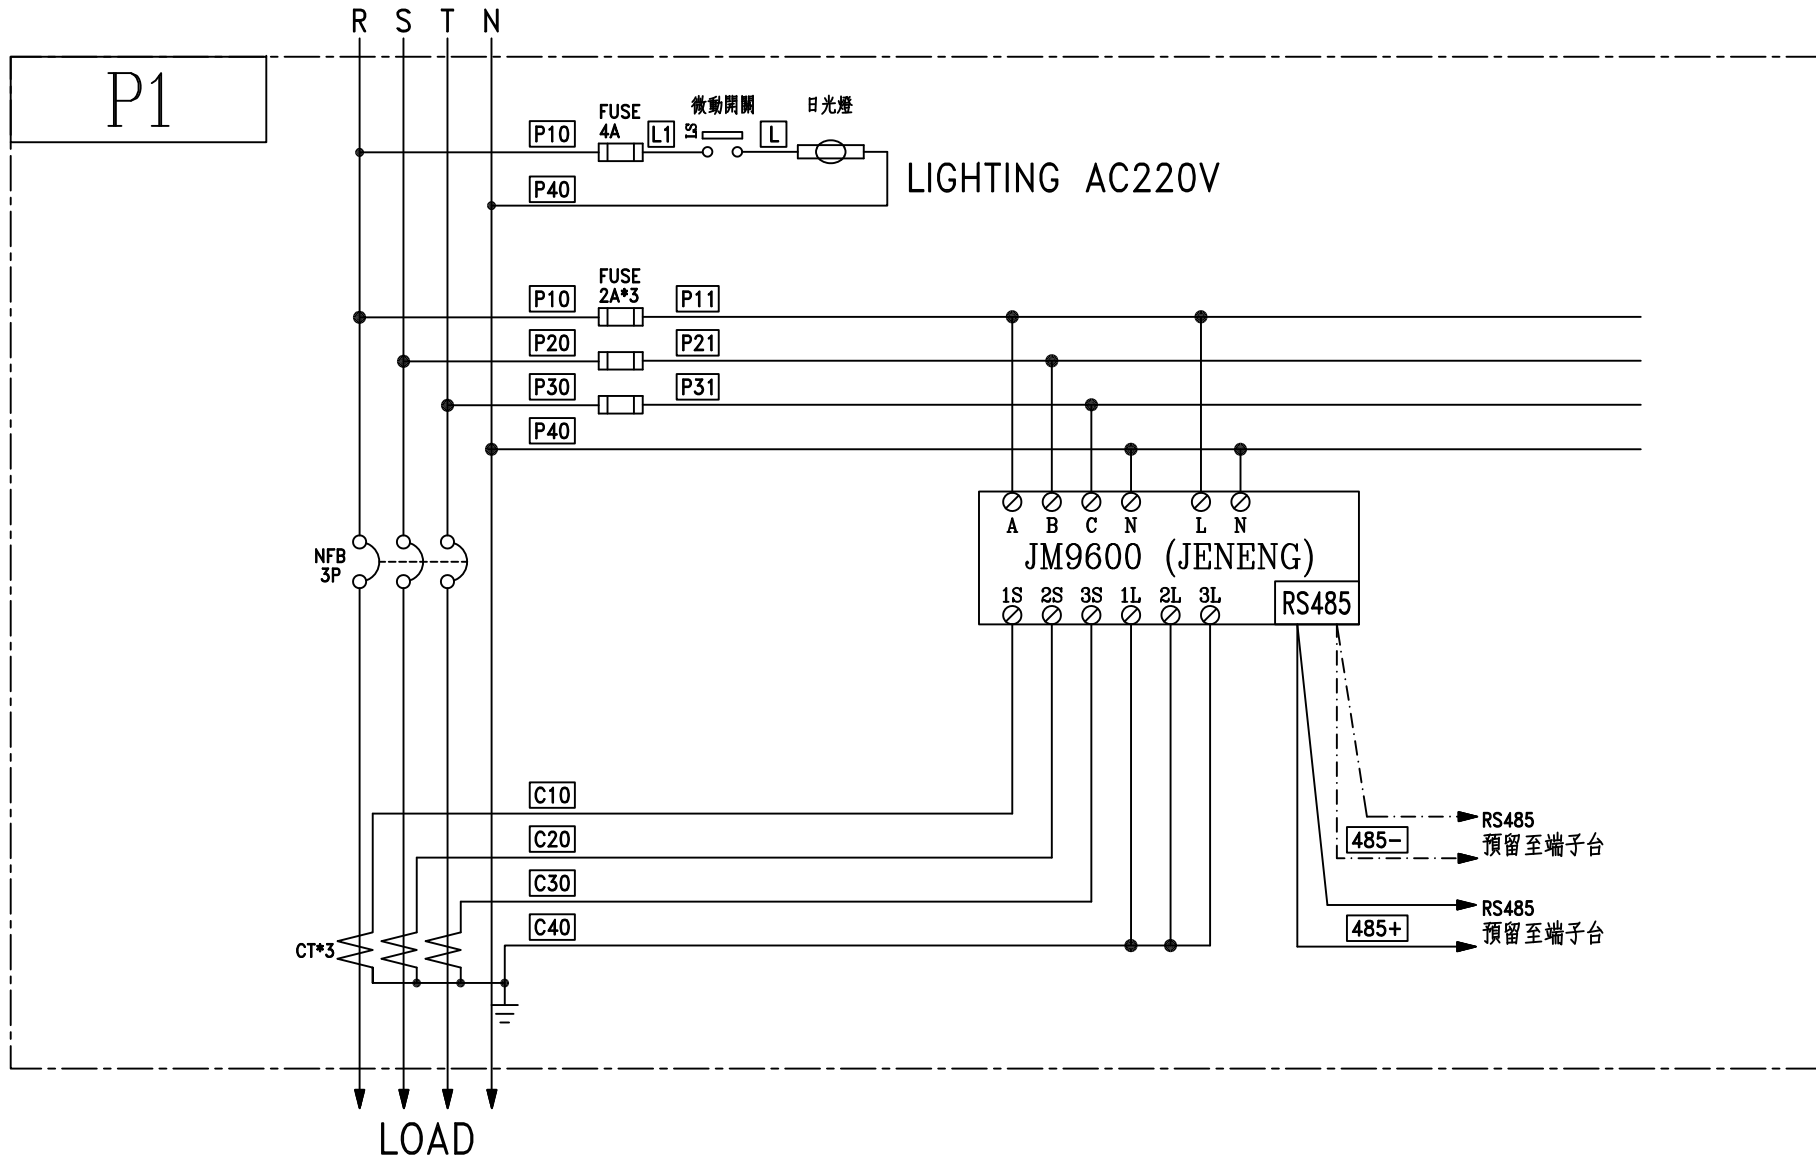 R S T N
P1
FUSE
4A
微動開關
日光燈
P10
L1
LS
L
LIGHTING AC220V
P40
FUSE
2A*3
P10
P11
P20
P21
P30
P31
P40
A B C N L N
NFB
3P
JM9600 (JENENG)
1S 2S 3S 1L 2L 3L
RS485
C10
C20
C30
C40
CT*3
RS485
485-
預留至端子台
RS485
485+
預留至端子台
LOAD